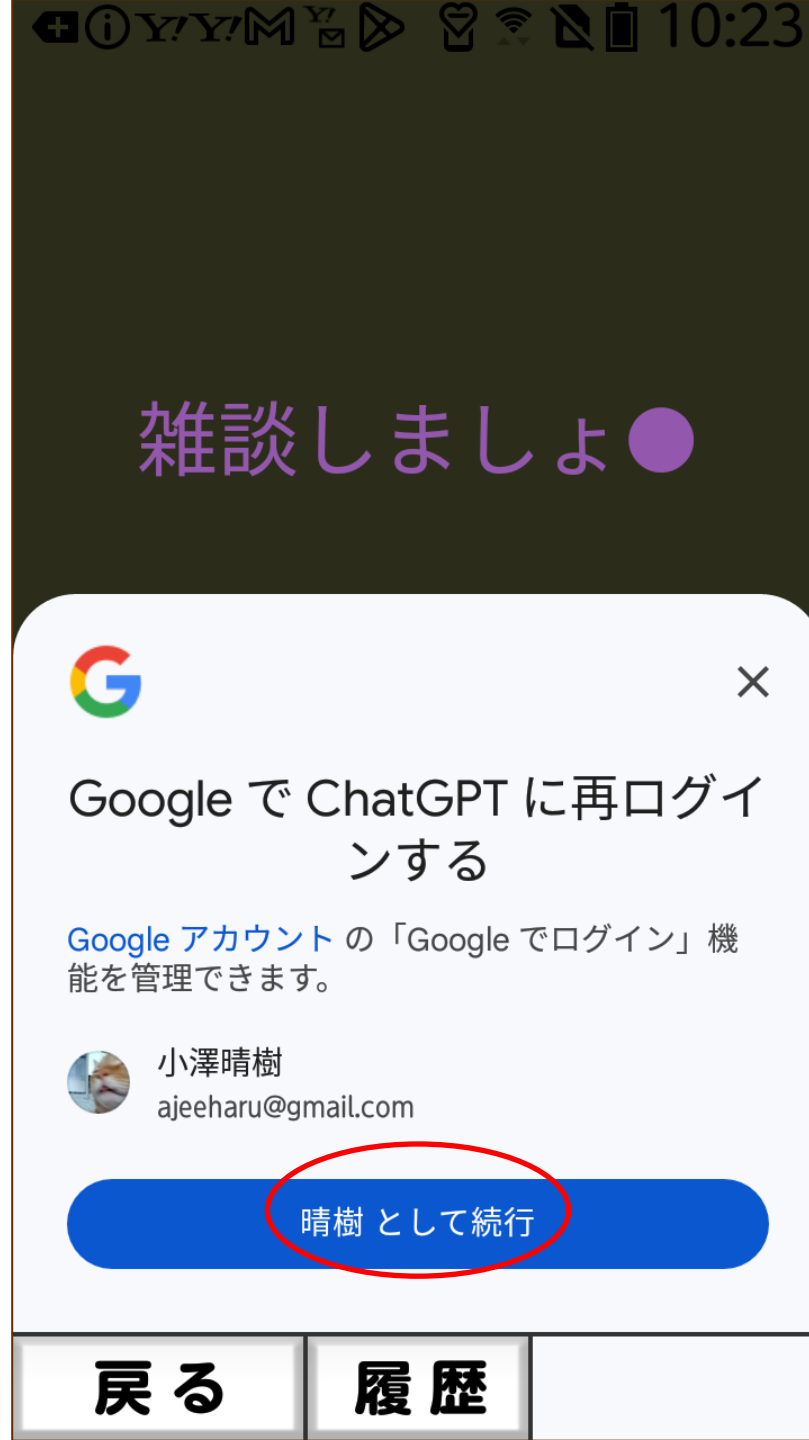 10:23
雑談しましょ●
Google で ChatGPT に再ログイ
ンする
Google アカウント の「Google でログイン」機
能を管理できます。
小澤晴樹
ajeeharu@gmail.com
晴樹 として続行
戻る
履歴